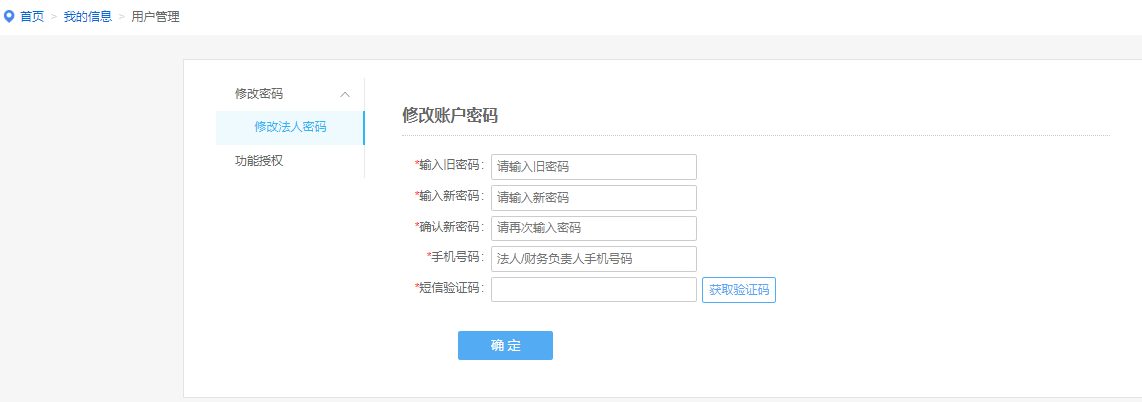 首页 > 我的信息 > 用户管理
修改密码
修改法人密码
功能授权
修改账户密码
*输入旧密码: 请输入旧密码
*输入新密码: 请输入新密码
*确认新密码: 请再次输入密码
*手机号码: 法人/财务负责人手机号码
*短信验证码: 获取验证码
确 定